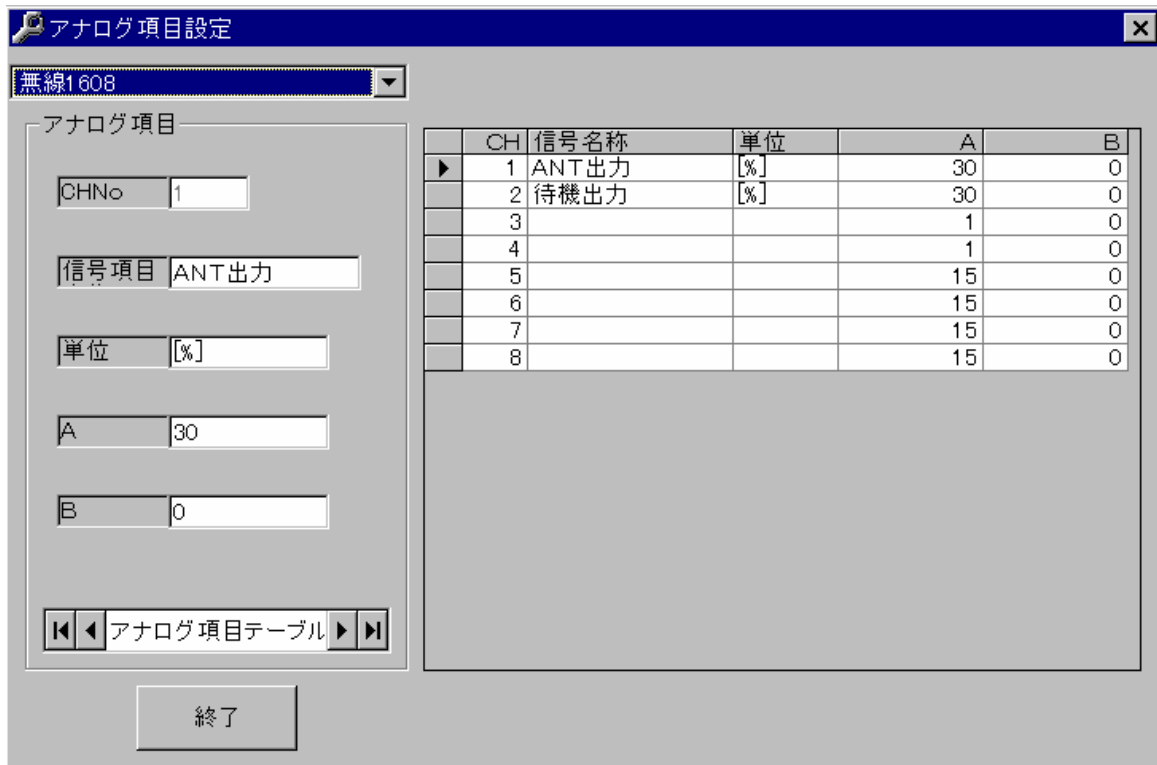 アナログ項目設定
無線1608
アナログ項目
CHNo 1
信号項目 ANT出力
単位 [%]
A 30
B 0
アナログ項目テーブル
終了
CH 信号名称 単位 A B
1 ANT出力 [%] 30 0
2 待機出力 [%] 30 0
3 1 0
4 1 0
5 15 0
6 15 0
7 15 0
8 15 0